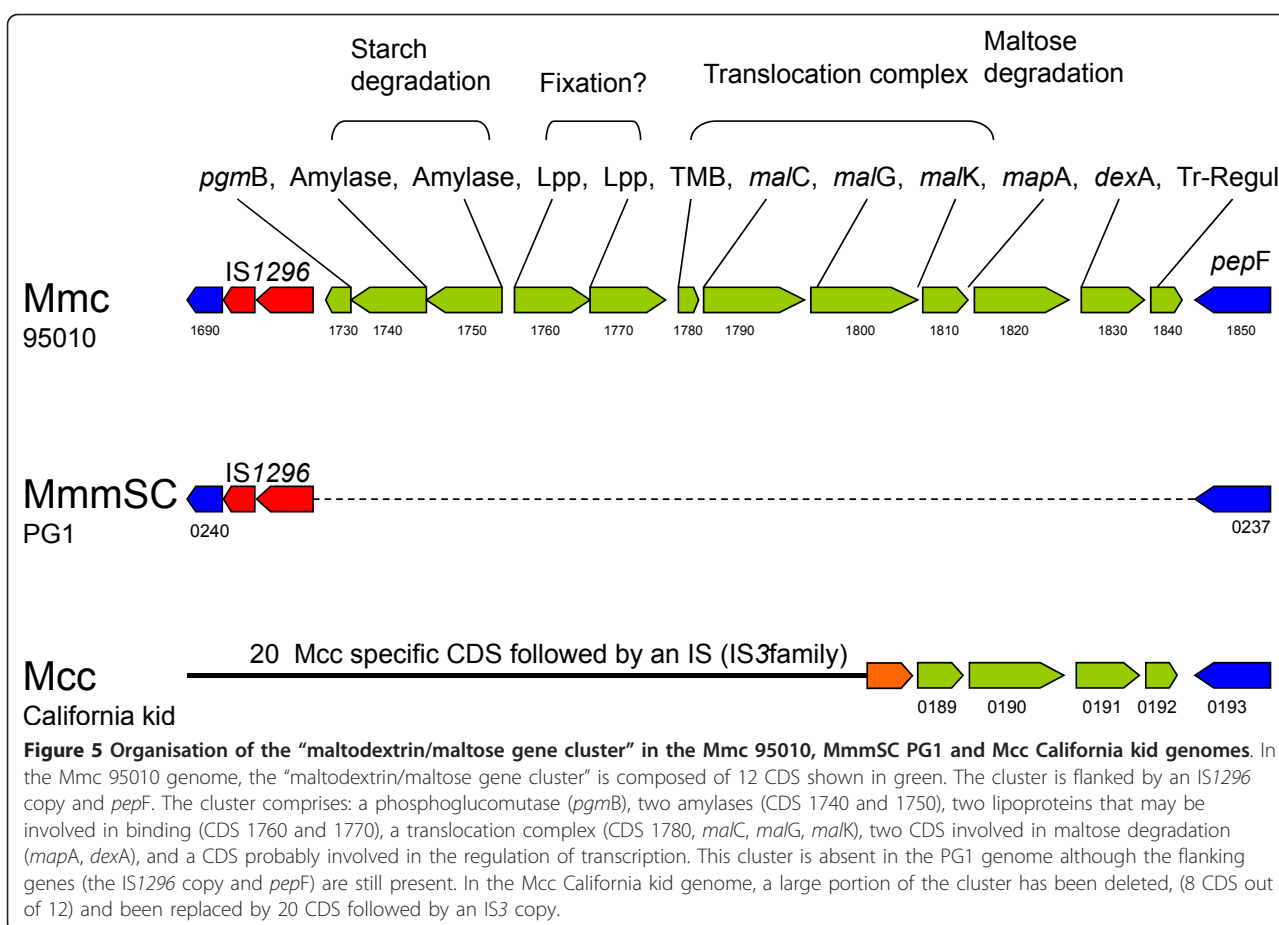 Starch
degradation
Fixation?
Translocation complex
Maltose
degradation
pgmB, Amylase, Amylase, Lpp, Lpp, TMB, malC, malG, malK, mapA, dexA, Tr-Regul
IS1296
pepF
Mmc
95010
1690 1730 1740 1750 1760 1770 1780 1790 1800 1810 1820 1830 1840 1850
IS1296
MmmSC
PG1
0240 0237
20 Mcc specific CDS followed by an IS (IS3family)
Mcc
California kid
0189 0190 0191 0192 0193
Figure 5 Organisation of the “maltodextrin/maltose gene cluster” in the Mmc 95010, MmmSC PG1 and Mcc California kid genomes. In
the Mmc 95010 genome, the “maltodextrin/maltose gene cluster” is composed of 12 CDS shown in green. The cluster is flanked by an IS1296
copy and pepF. The cluster comprises: a phosphoglucomutase (pgmB), two amylases (CDS 1740 and 1750), two lipoproteins that may be
involved in binding (CDS 1760 and 1770), a translocation complex (CDS 1780, malC, malG, malK), two CDS involved in maltose degradation
(mapA, dexA), and a CDS probably involved in the regulation of transcription. This cluster is absent in the PG1 genome although the flanking
genes (the IS1296 copy and pepF) are still present. In the Mcc California kid genome, a large portion of the cluster has been deleted, (8 CDS out
of 12) and been replaced by 20 CDS followed by an IS3 copy.